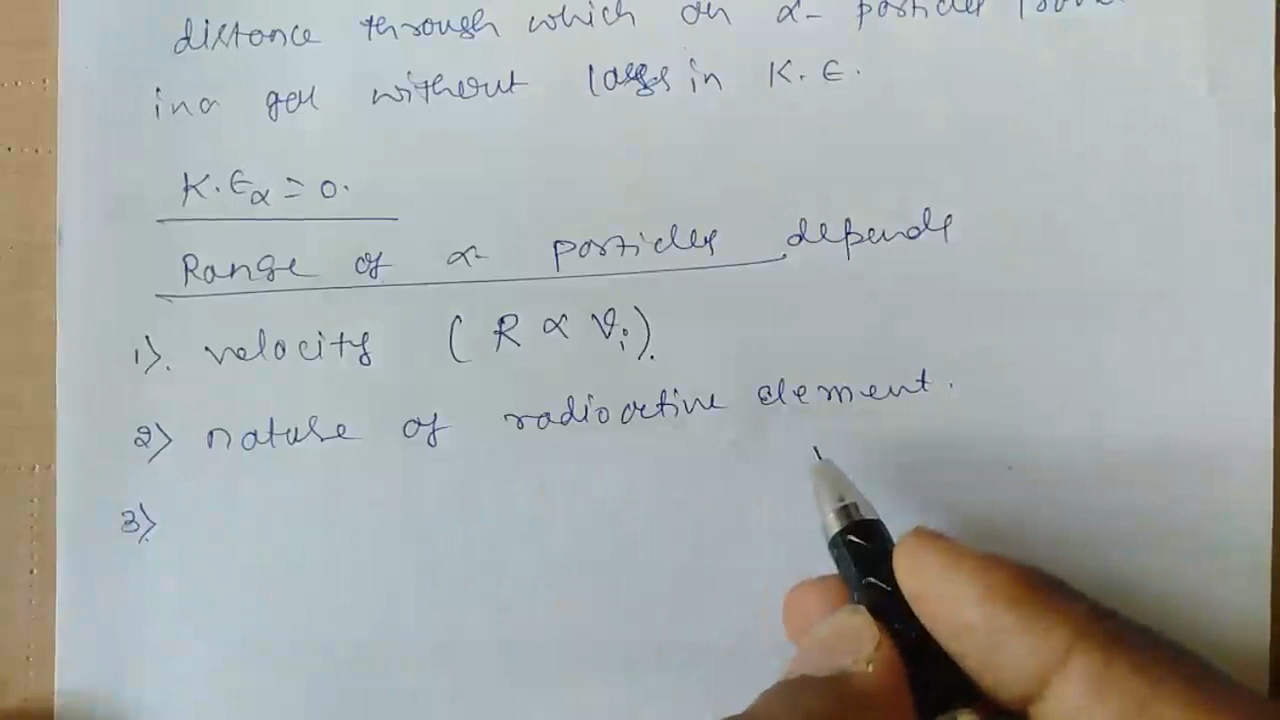 distance through which an α- particles
in a gas without loss in K.E.
K.Eα = 0.
Range of α- particles depends
1). velocity (R ∝ Vi).
2) nature of radioactive element.
3).